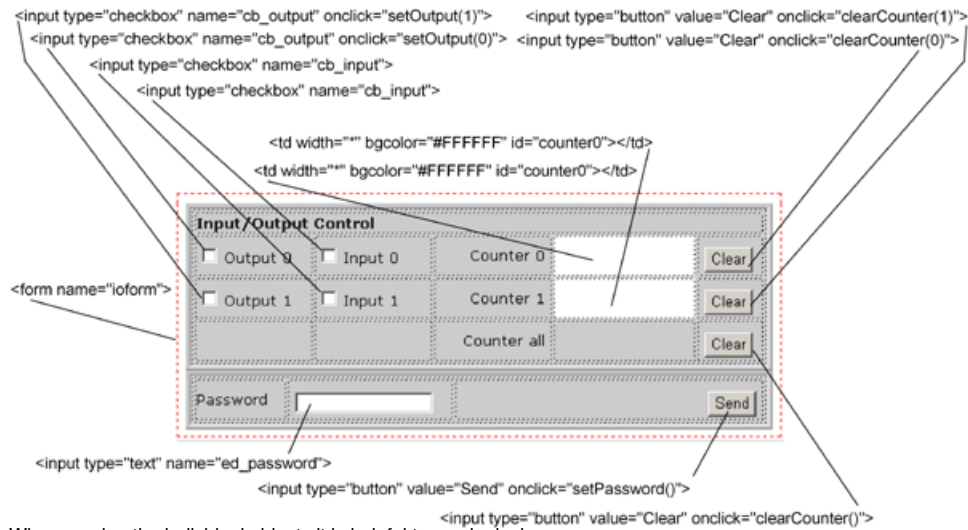 <input type="checkbox" name="cb_output" onclick="setOutput(1)">
<input type="button" value="Clear" onclick="clearCounter(1)">
<input type="checkbox" name="cb_output" onclick="setOutput(0)">
<input type="button" value="Clear" onclick="clearCounter(0)">
<input type="checkbox" name="cb_input">
<input type="checkbox" name="cb_input">
<td width="*" bgcolor="#FFFFFF" id="counter0"></td>
<td width="*" bgcolor="#FFFFFF" id="counter0"></td>
Input/Output Control
Output 0 Input 0 Counter 0 Clear
<form name="ioform">
Output 1 Input 1 Counter 1 Clear
Counter all Clear
Password Send
<input type="text" name="ed_password">
<input type="button" value="Send" onclick="setPassword()">
<input type="button" value="Clear" onclick="clearCounter()">